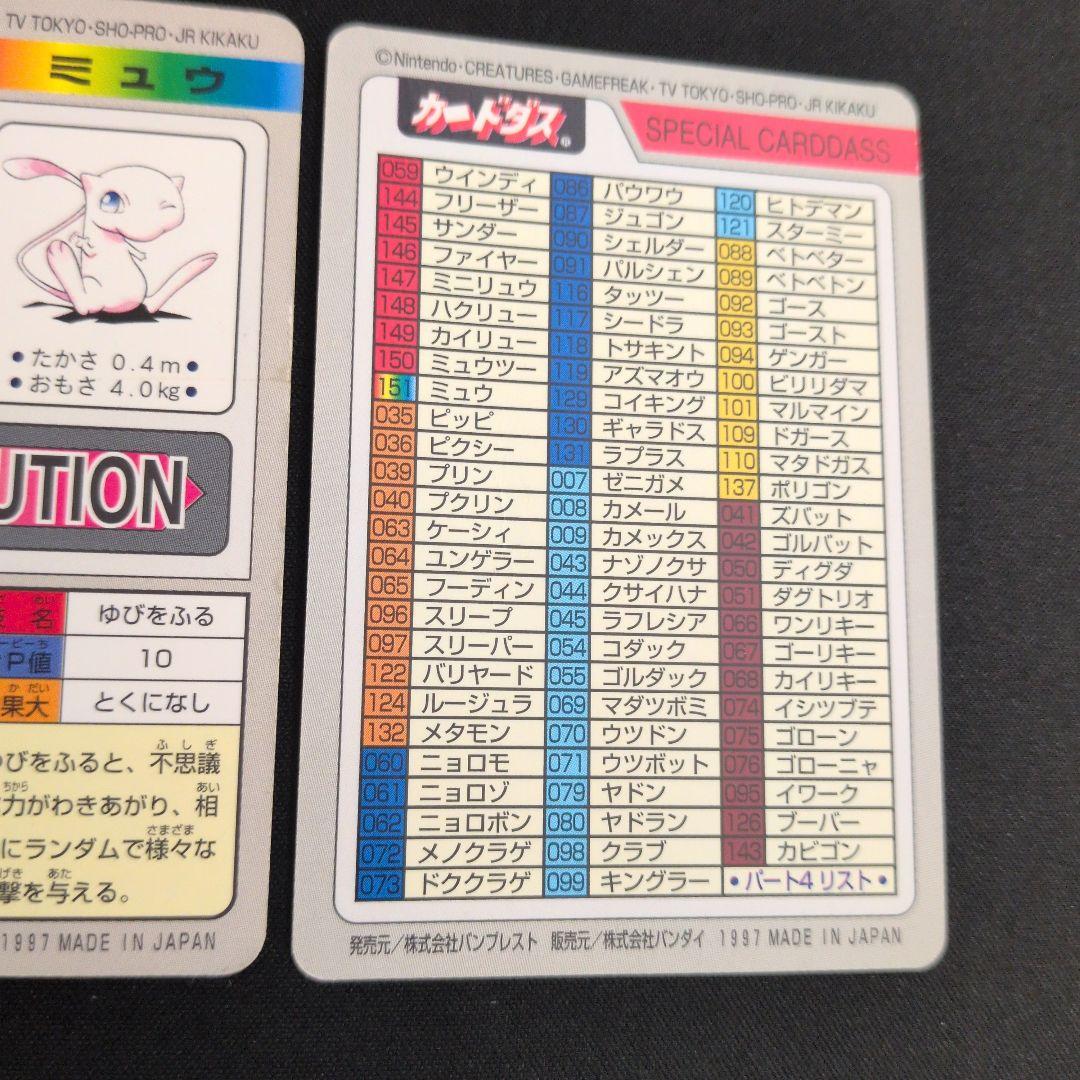 TV TOKYO・SHO-PRO・JR KIKAKU
ミュウ
・たかさ 0.4m・
・おもさ 4.0kg・
UTION
めい
名 ゆびをふる
ピーピーち
P値 10
か だい
果大 とくになし
ふしぎ
びをふると、不思議
ちから あい
力がわきあがり、相
さまざま
にランダムで様々な
げき あた
撃を与える。
1997 MADE IN JAPAN
©Nintendo・CREATURES・GAMEFREAK・TV TOKYO・SHO-PRO・JR KIKAKU
カードダス®
SPECIAL CARDDASS
059 ウインディ
144 フリーザー
145 サンダー
146 ファイヤー
147 ミニリュウ
148 ハクリュー
149 カイリュー
150 ミュウツー
151 ミュウ
035 ピッピ
036 ピクシー
039 プリン
040 プクリン
063 ケーシィ
064 ユンゲラー
065 フーディン
096 スリープ
097 スリーパー
122 バリヤード
124 ルージュラ
132 メタモン
060 ニョロモ
061 ニョロゾ
062 ニョロボン
072 メノクラゲ
073 ドククラゲ
086 パウワウ
087 ジュゴン
090 シェルダー
091 パルシェン
116 タッツー
117 シードラ
118 トサキント
119 アズマオウ
129 コイキング
130 ギャラドス
131 ラプラス
007 ゼニガメ
008 カメール
009 カメックス
043 ナゾノクサ
044 クサイハナ
045 ラフレシア
054 コダック
055 ゴルダック
069 マダツボミ
070 ウツドン
071 ウツボット
079 ヤドン
080 ヤドラン
098 クラブ
099 キングラー
120 ヒトデマン
121 スターミー
088 ベトベター
089 ベトベトン
092 ゴース
093 ゴースト
094 ゲンガー
100 ビリリダマ
101 マルマイン
109 ドガース
110 マタドガス
137 ポリゴン
041 ズバット
042 ゴルバット
050 ディグダ
051 ダグトリオ
066 ワンリキー
067 ゴーリキー
068 カイリキー
074 イシツブテ
075 ゴローン
076 ゴローニャ
095 イワーク
126 ブーバー
143 カビゴン
・パート4リスト・
発売元／株式会社バンプレスト 販売元／株式会社バンダイ 1997 MADE IN JAPAN